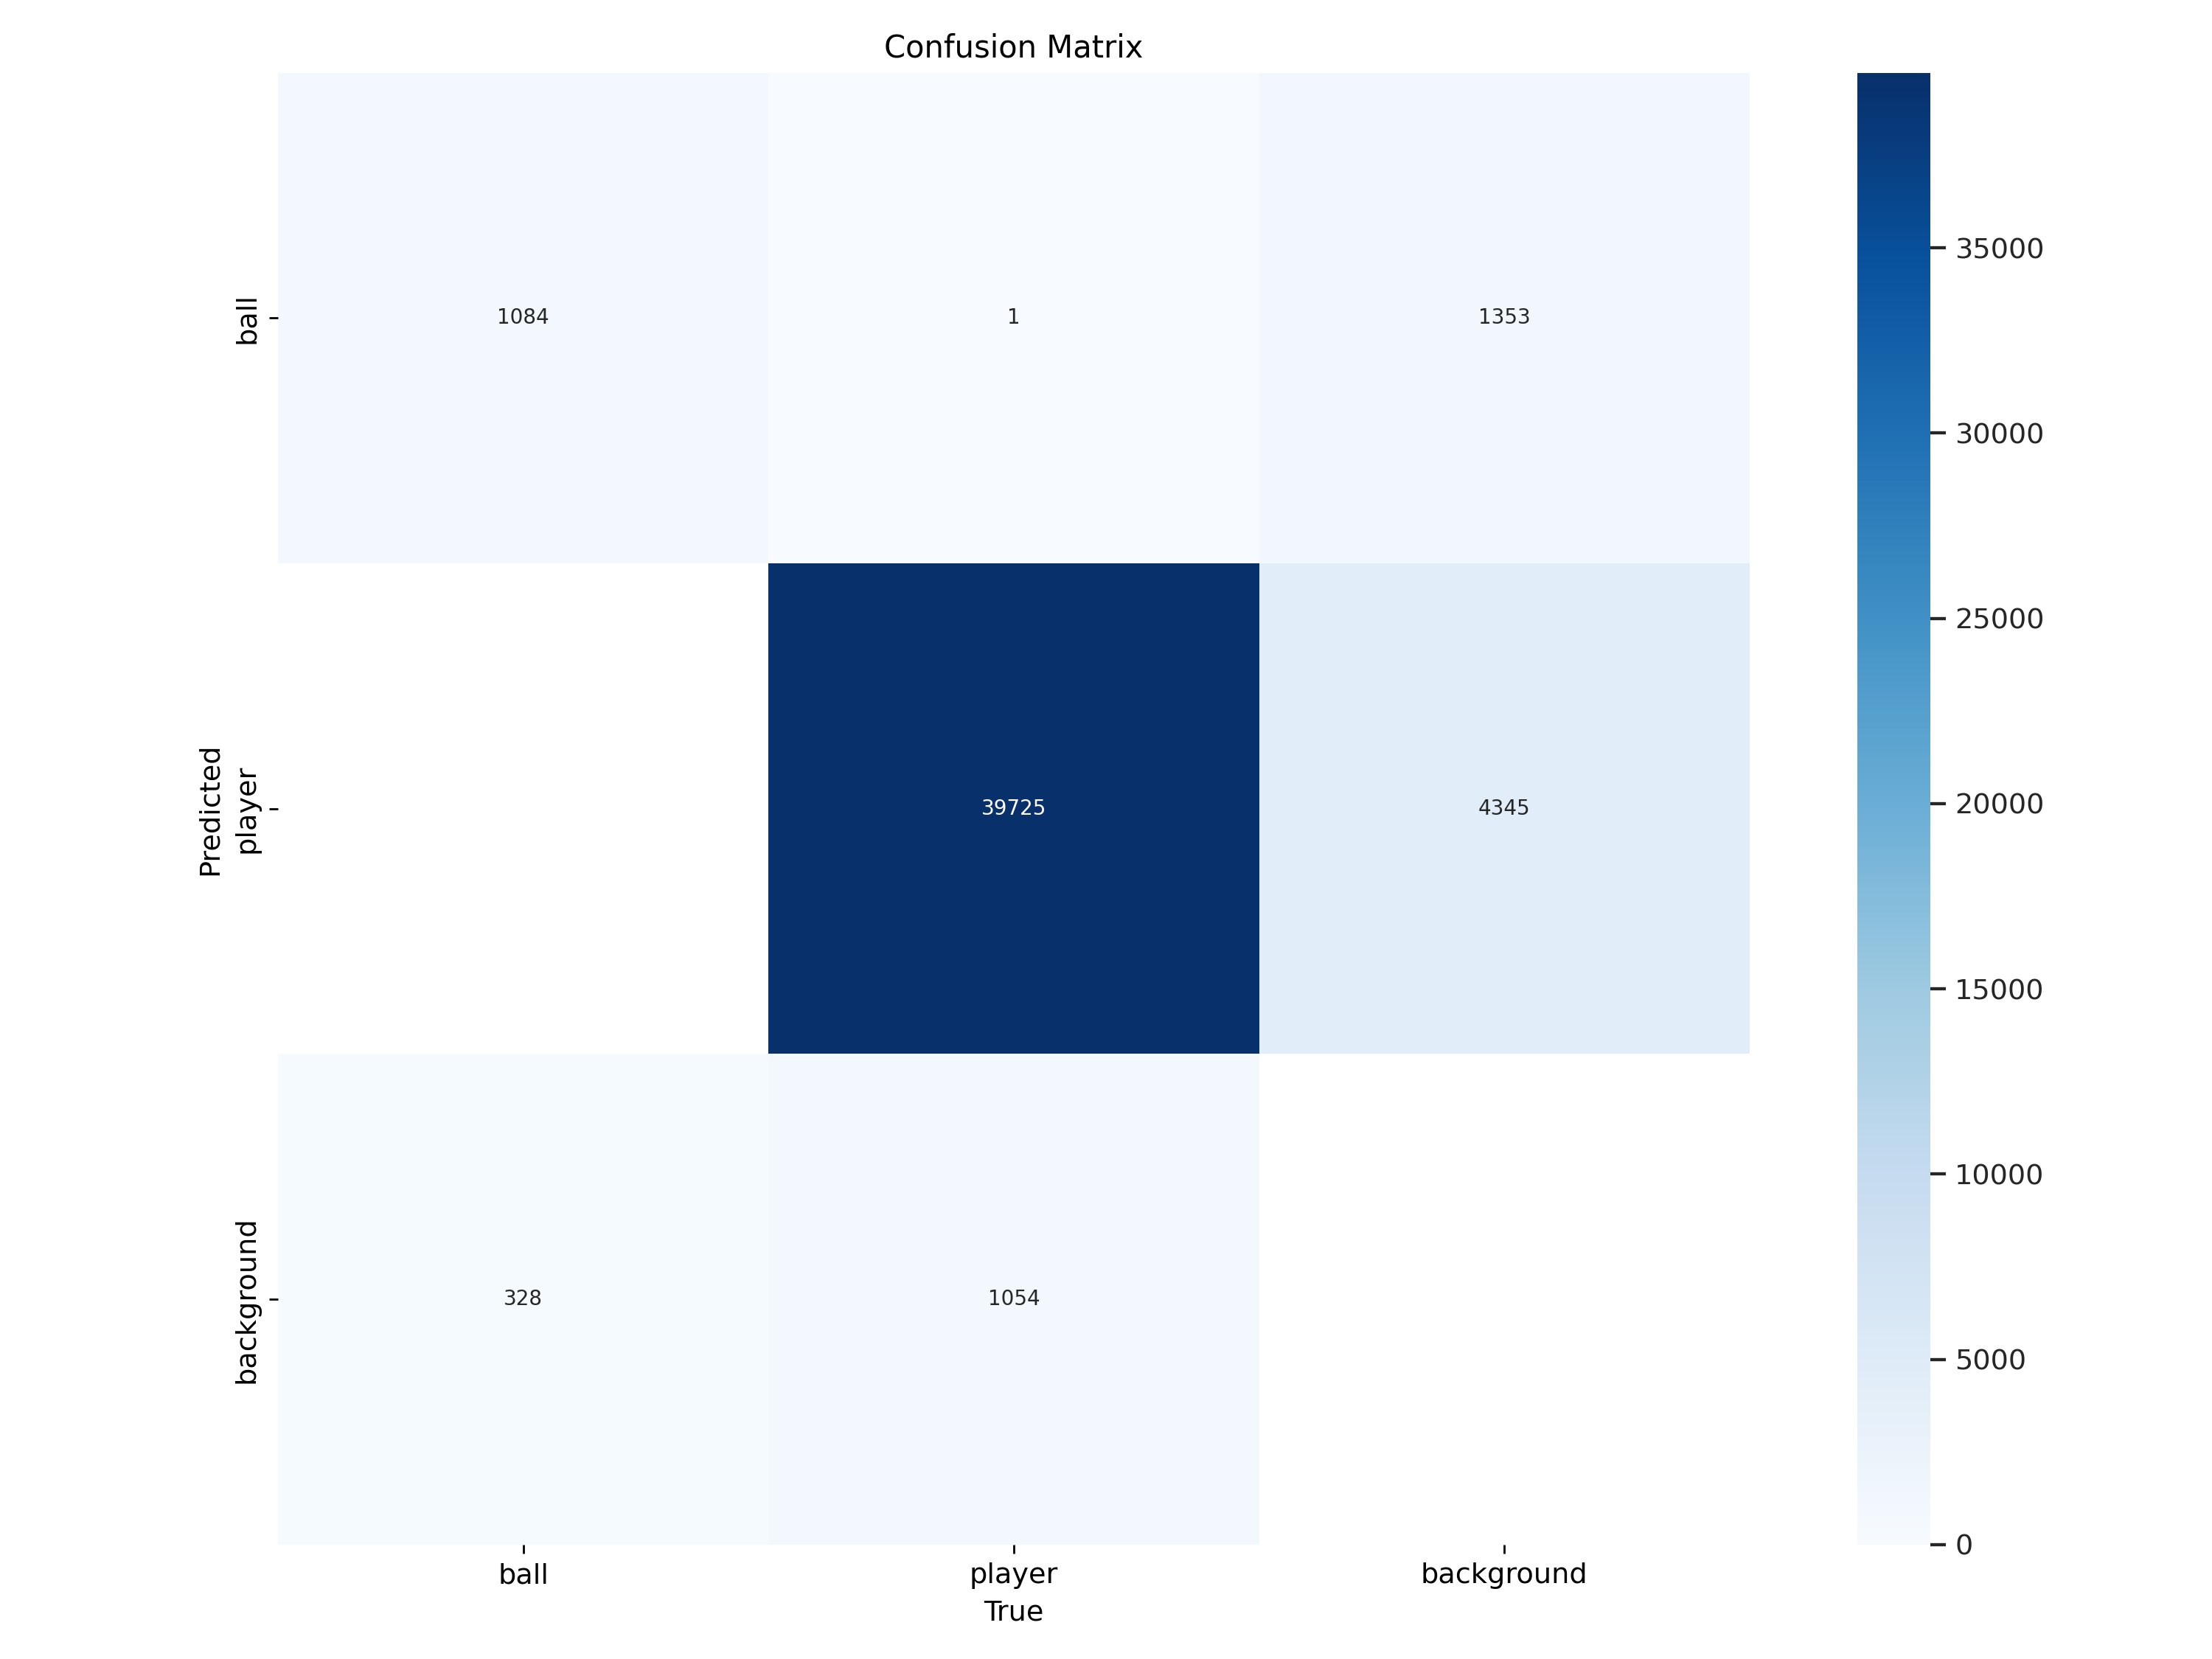 Confusion Matrix
ball
1084
1
1353
35000
30000
25000
20000
15000
10000
5000
0
Predicted
player
39725
4345
background
328
1054
ball
player
background
True